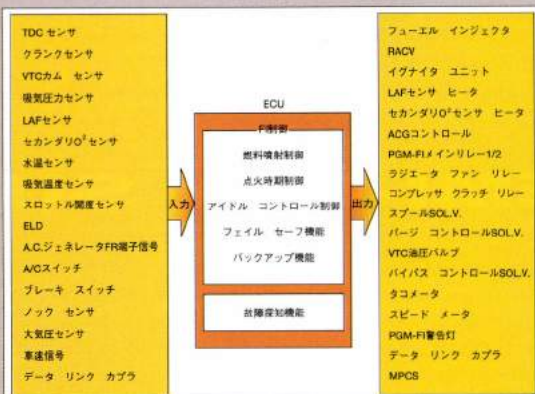 TDC センサ
クランクセンサ
VTCカム センサ
吸気圧力センサ
LAFセンサ
セカンダリO²センサ
水温センサ
吸気温度センサ
スロットル開度センサ
ELD
A.C.ジェネレータFR端子信号
A/Cスイッチ
ブレーキ スイッチ
ノック センサ
大気圧センサ
車速信号
データ リンク カプラ
入力
ECU
FI制御
燃料噴射制御
点火時期制御
アイドル コントロール制御
フェイル セーフ機能
バックアップ機能
故障探知機能
出力
フューエル インジェクタ
RACV
イグナイタ ユニット
LAFセンサ ヒータ
セカンダリO²センサ ヒータ
ACGコントロール
PGM-FIメインリレー1/2
ラジエータ ファン リレー
コンプレッサ クラッチ リレー
スプールSOL.V.
パージ コントロールSOL.V.
VTC油圧バルブ
バイパス コントロールSOL.V.
タコメータ
スピード メータ
PGM-FI警告灯
データ リンク カプラ
MPCS